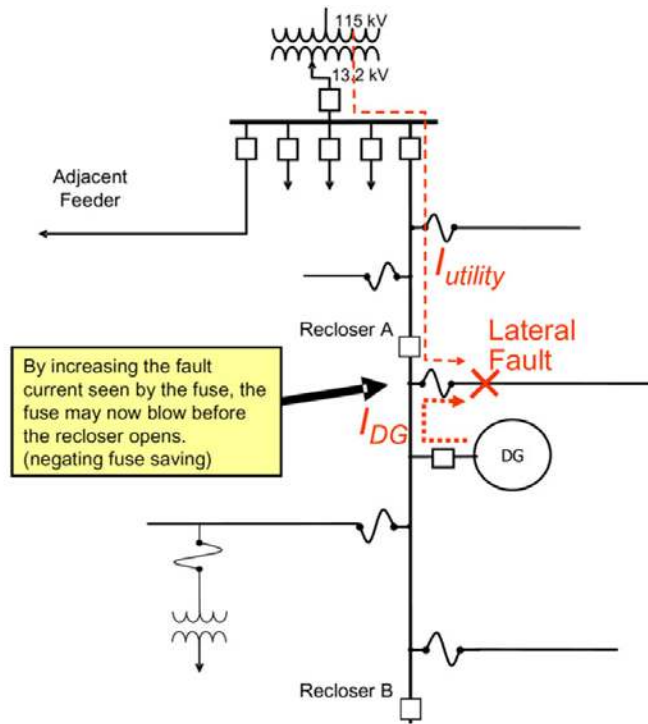 115 kV
13.2 kV
Adjacent
Feeder
I utility
Recloser A
Lateral
Fault
By increasing the fault
current seen by the fuse, the
fuse may now blow before
the recloser opens.
(negating fuse saving)
I DG
DG
Recloser B